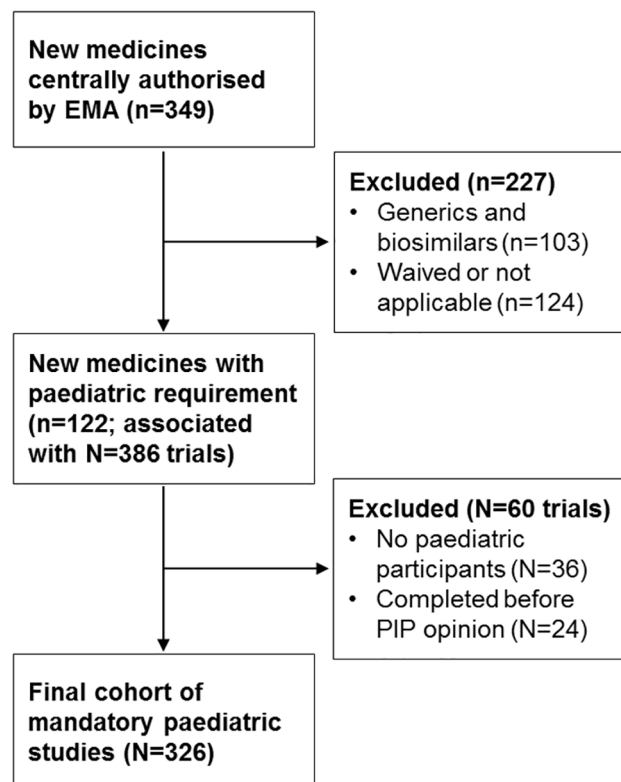 New medicines
centrally authorised
by EMA (n=349)
Excluded (n=227)
• Generics and
biosimilars (n=103)
• Waived or not
applicable (n=124)
New medicines with
paediatric requirement
(n=122; associated
with N=386 trials)
Excluded (N=60 trials)
• No paediatric
participants (N=36)
• Completed before
PIP opinion (N=24)
Final cohort of
mandatory paediatric
studies (N=326)